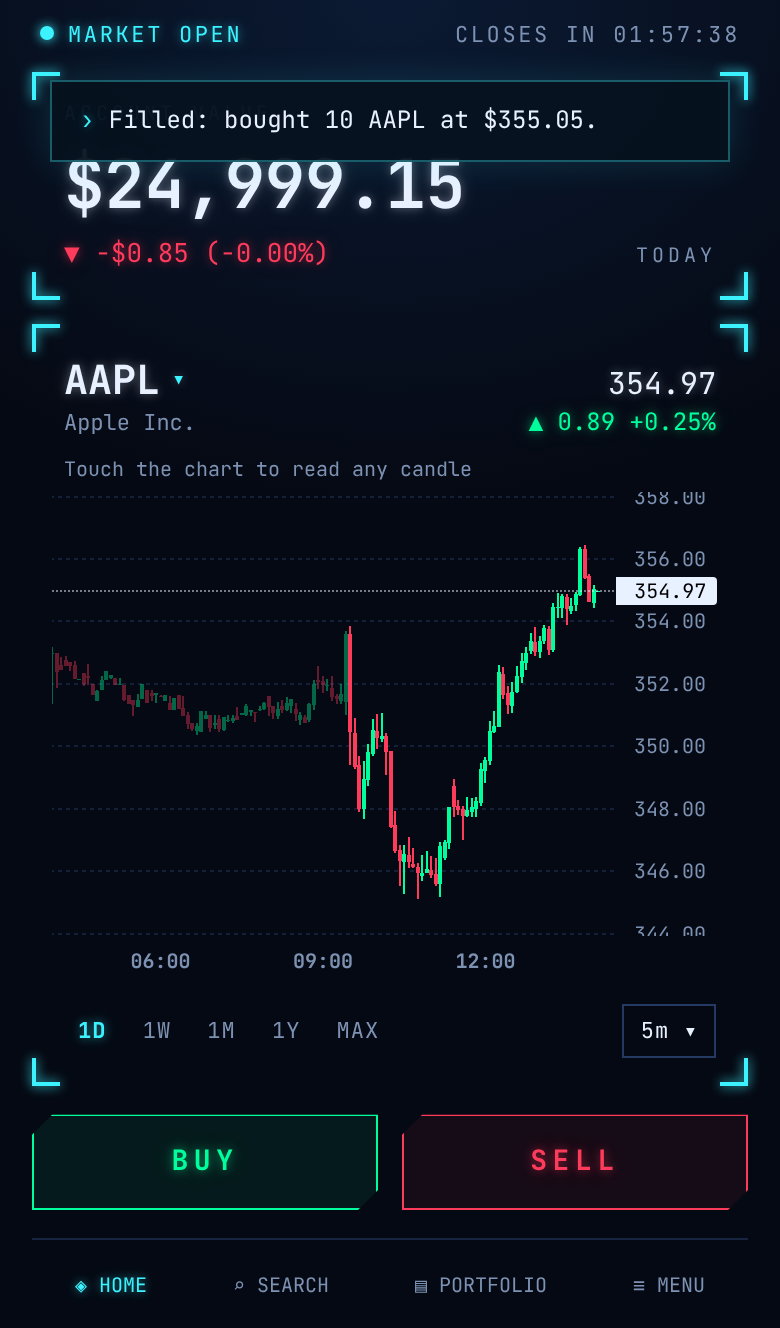 MARKET OPEN
CLOSES IN 01:57:38
› Filled: bought 10 AAPL at $355.05.
$24,999.15
▼ -$0.85 (-0.00%)
TODAY
AAPL ▾
354.97
Apple Inc.
▲ 0.89 +0.25%
Touch the chart to read any candle
358.00
356.00
354.97
354.00
352.00
350.00
348.00
346.00
344.00
06:00 09:00 12:00
1D 1W 1M 1Y MAX
5m ▾
BUY
SELL
◈ HOME
⌕ SEARCH
▤ PORTFOLIO
≡ MENU